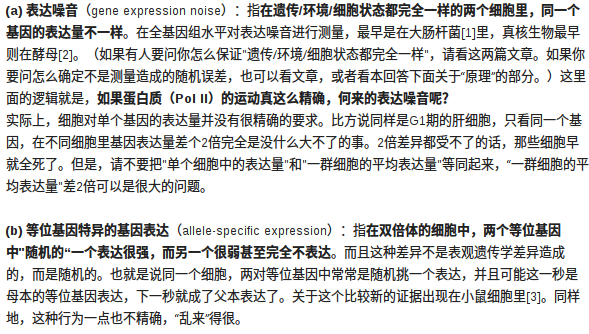 (a) 表达噪音（gene expression noise）：指在遗传/环境/细胞状态都完全一样的两个细胞里，同一个
基因的表达量不一样。在全基因组水平对表达噪音进行测量，最早是在大肠杆菌[1]里，真核生物最早
则在酵母[2]。（如果有人要问你怎么保证"遗传/环境/细胞状态都完全一样"，请看这两篇文章。如果你
要问怎么确定不是测量造成的随机误差，也可以看文章，或者看本回答下面关于"原理"的部分。）这里
面的逻辑就是，如果蛋白质（Pol II）的运动真这么精确，何来的表达噪音呢？
实际上，细胞对单个基因的表达量并没有很精确的要求。比方说同样是G1期的肝细胞，只看同一个基
因，在不同细胞里基因表达量差个2倍完全是没什么大不了的事。2倍差异都受不了的话，那些细胞早
就全死了。但是，请不要把"单个细胞中的表达量"和"一群细胞的平均表达量"等同起来，"一群细胞的平
均表达量"差2倍可以是很大的问题。
(b) 等位基因特异的基因表达（allele-specific expression）：指在双倍体的细胞中，两个等位基因
中"随机的"一个表达很强，而另一个很弱甚至完全不表达。而且这种差异不是表观遗传学差异造成
的，而是随机的。也就是说同一个细胞，两对等位基因中常常是随机挑一个表达，并且可能这一秒是
母本的等位基因表达，下一秒就成了父本表达了。关于这个比较新的证据出现在小鼠细胞里[3]。同样
地，这种行为一点也不精确，"乱来"得很。